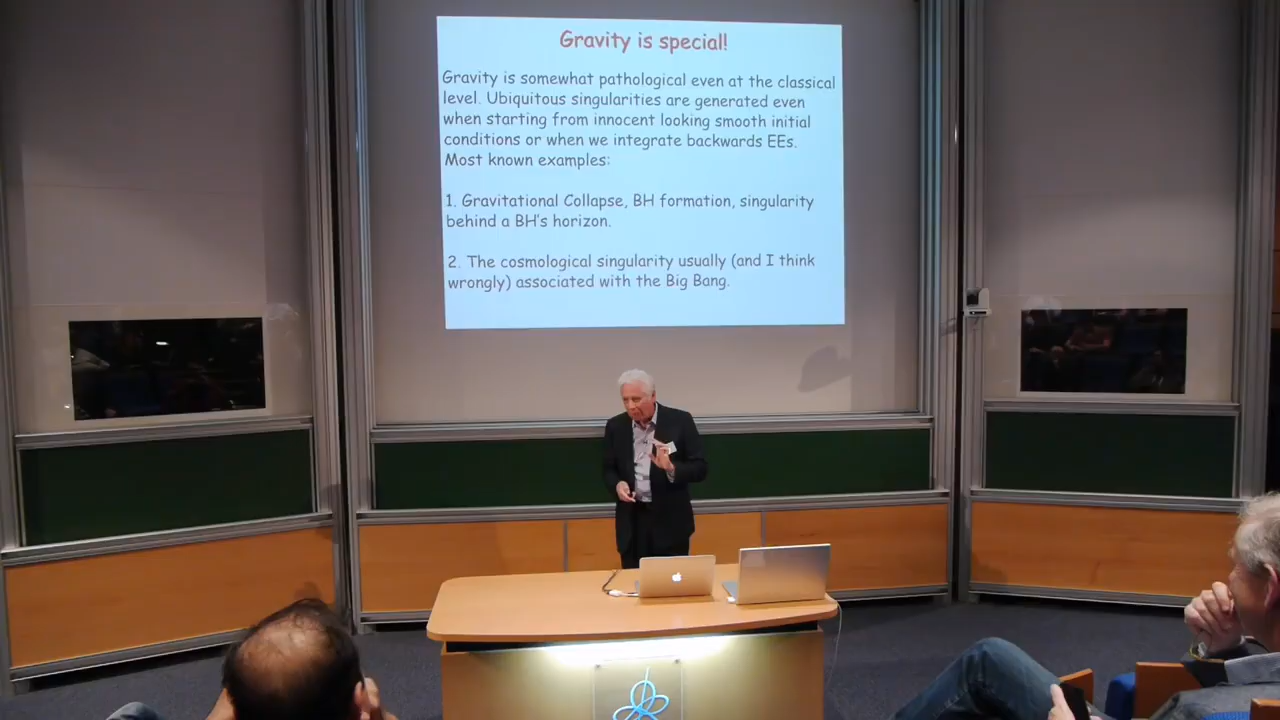 Gravity is special!
Gravity is somewhat pathological even at the classical
level. Ubiquitous singularities are generated even
when starting from innocent looking smooth initial
conditions or when we integrate backwards EEs.
Most known examples:
1. Gravitational Collapse, BH formation, singularity
behind a BH's horizon.
2. The cosmological singularity usually (and I think
wrongly) associated with the Big Bang.